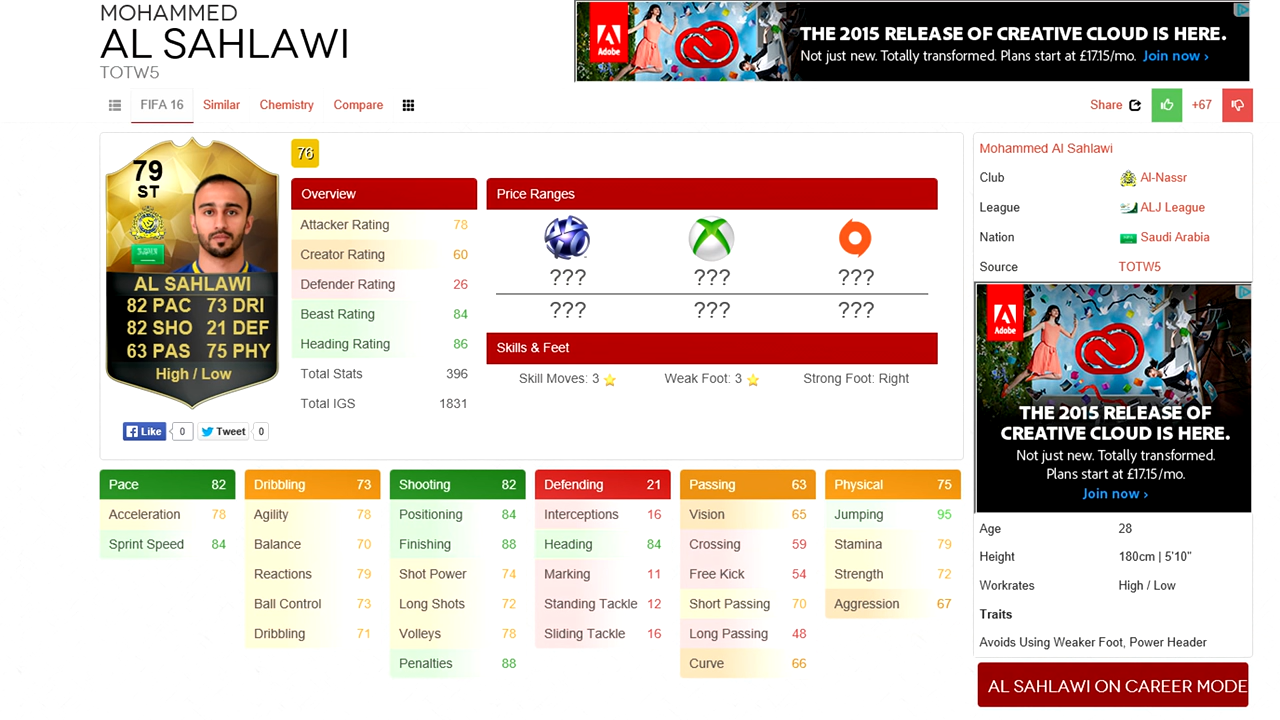 MOHAMMED
AL SAHLAWI
TOTW5
Adobe
THE 2015 RELEASE OF CREATIVE CLOUD IS HERE.
Not just new. Totally transformed. Plans start at £17.15/mo. Join now ›
FIFA 16 Similar Chemistry Compare
Share +67
79
ST
AL SAHLAWI
82 PAC 73 DRI
82 SHO 21 DEF
63 PAS 75 PHY
High / Low
Like 0 Tweet 0
76
Overview
Attacker Rating 78
Creator Rating 60
Defender Rating 26
Beast Rating 84
Heading Rating 86
Total Stats 396
Total IGS 1831
Price Ranges
??? ??? ???
??? ??? ???
Skills & Feet
Skill Moves: 3 Weak Foot: 3 Strong Foot: Right
Mohammed Al Sahlawi
Club Al-Nassr
League ALJ League
Nation Saudi Arabia
Source TOTW5
Adobe
THE 2015 RELEASE OF
CREATIVE CLOUD IS HERE.
Not just new. Totally transformed.
Plans start at £17.15/mo.
Join now ›
Pace 82
Acceleration 78
Sprint Speed 84
Dribbling 73
Agility 78
Balance 70
Reactions 79
Ball Control 73
Dribbling 71
Shooting 82
Positioning 84
Finishing 88
Shot Power 74
Long Shots 72
Volleys 78
Penalties 88
Defending 21
Interceptions 16
Heading 84
Marking 11
Standing Tackle 12
Sliding Tackle 16
Passing 63
Vision 65
Crossing 59
Free Kick 54
Short Passing 70
Long Passing 48
Curve 66
Physical 75
Jumping 95
Stamina 79
Strength 72
Aggression 67
Age 28
Height 180cm | 5'10"
Workrates High / Low
Traits
Avoids Using Weaker Foot, Power Header
AL SAHLAWI ON CAREER MODE